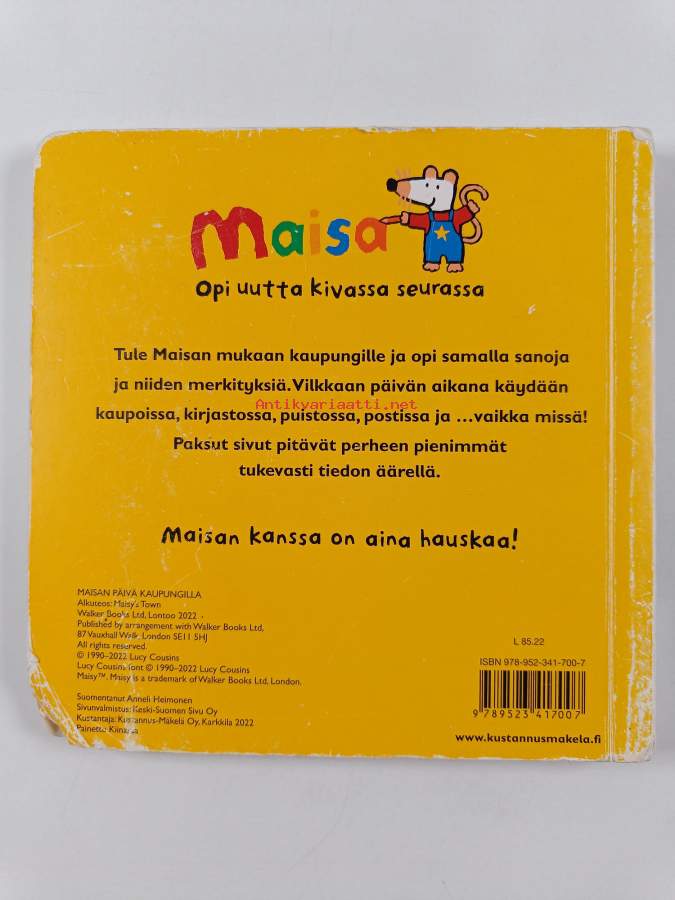 Maisa
Opi uutta kivassa seurassa
Tule Maisan mukaan kaupungille ja opi samalla sanoja
ja niiden merkityksiä. Vilkkaan päivän aikana käydään
Antikyariaatti.net
kaupoissa, kirjastossa, puistossa, postissa ja ...vaikka missä!
Paksut sivut pitävät perheen pienimmät
tukevasti tiedon äärellä.
Maisan kanssa on aina hauskaa!
MAISAN PÄIVÄ KAUPUNGILLA
Alkuteos: Maisy's Town
Walker Books Ltd, Lontoo 2022
Published by arrangement with Walker Books Ltd,
87 Vauxhall Walk, London SE11 5HJ
All rights reserved.
© 1990–2022 Lucy Cousins
Lucy Cousins font © 1990–2022 Lucy Cousins
Maisy™. Maisy is a trademark of Walker Books Ltd, London.
Suomentanut Anneli Heimonen
Sivunvalmistus: Keski-Suomen Sivu Oy
Kustantaja: Kustannus-Mäkelä Oy, Karkkila 2022
Painettu Kiinassa
L 85.22
ISBN 978-952-341-700-7
9 789523 417007
www.kustannusmakela.fi